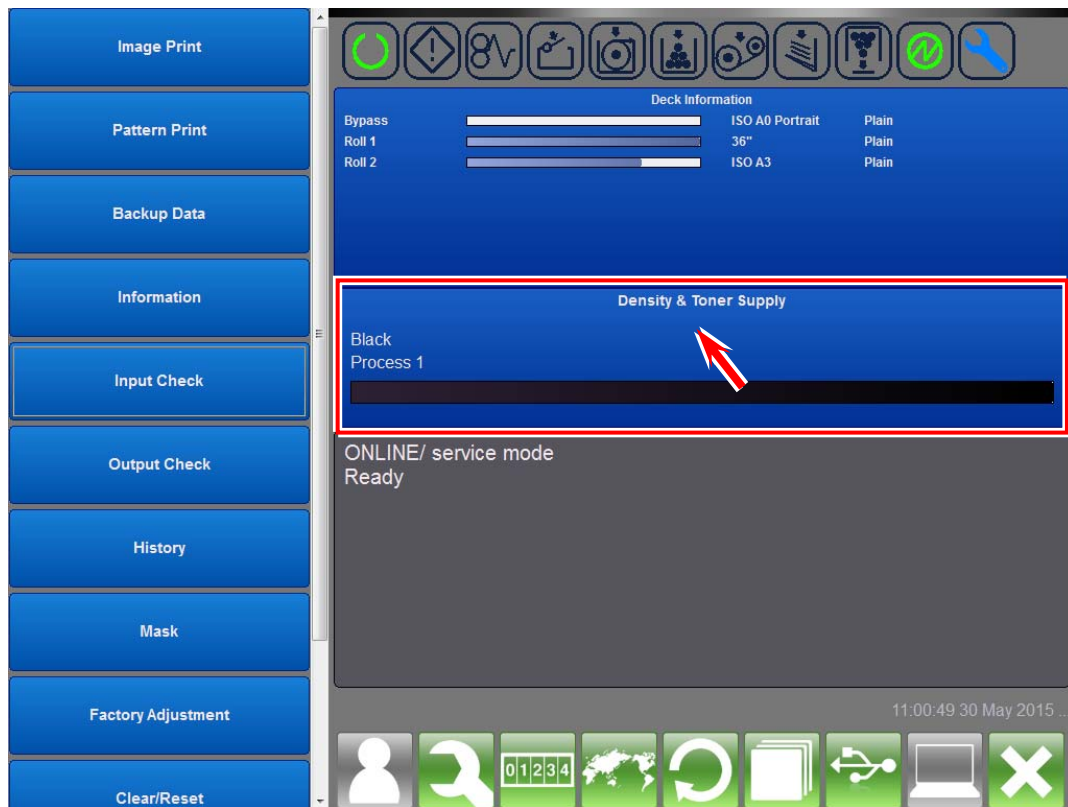 Image Print
Pattern Print
Backup Data
Information
Input Check
Output Check
History
Mask
Factory Adjustment
Clear/Reset
Deck Information
Bypass ISO A0 Portrait Plain
Roll 1 36" Plain
Roll 2 ISO A3 Plain
Density & Toner Supply
Black
Process 1
ONLINE/ service mode
Ready
11:00:49 30 May 2015 ...
01234